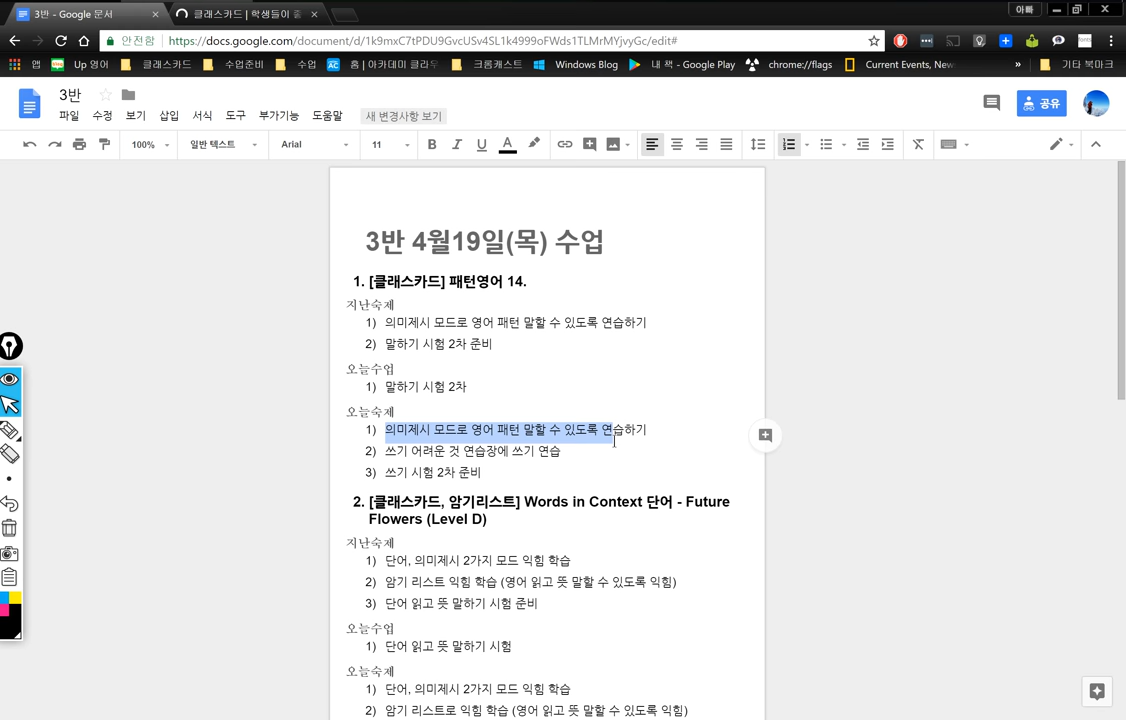 3반 - Google 문서
클래스카드 | 학생들이 좋
아빠
안전함 https://docs.google.com/document/d/1k9mxC7tPDU9GvcUSv4SL1k4999oFWds1TLMrMYjvyGc/edit#
앱 Up 영어 클래스카드 수업준비 수업 홈 | 아카데미 클라우 크롬캐스트 Windows Blog 내 책 - Google Play chrome://flags Current Events, New » 기타 북마크
3반
파일 수정 보기 삽입 서식 도구 부가기능 도움말 새 변경사항 보기
공유
100% 일반 텍스트 Arial 11 B I U A
3반 4월19일(목) 수업
1. [클래스카드] 패턴영어 14.
지난숙제
1) 의미제시 모드로 영어 패턴 말할 수 있도록 연습하기
2) 말하기 시험 2차 준비
오늘수업
1) 말하기 시험 2차
오늘숙제
1) 의미제시 모드로 영어 패턴 말할 수 있도록 연습하기
2) 쓰기 어려운 것 연습장에 쓰기 연습
3) 쓰기 시험 2차 준비
2. [클래스카드, 암기리스트] Words in Context 단어 - Future
Flowers (Level D)
지난숙제
1) 단어, 의미제시 2가지 모드 익힘 학습
2) 암기 리스트 익힘 학습 (영어 읽고 뜻 말할 수 있도록 익힘)
3) 단어 읽고 뜻 말하기 시험 준비
오늘수업
1) 단어 읽고 뜻 말하기 시험
오늘숙제
1) 단어, 의미제시 2가지 모드 익힘 학습
2) 암기 리스트로 익힘 학습 (영어 읽고 뜻 말할 수 있도록 익힘)